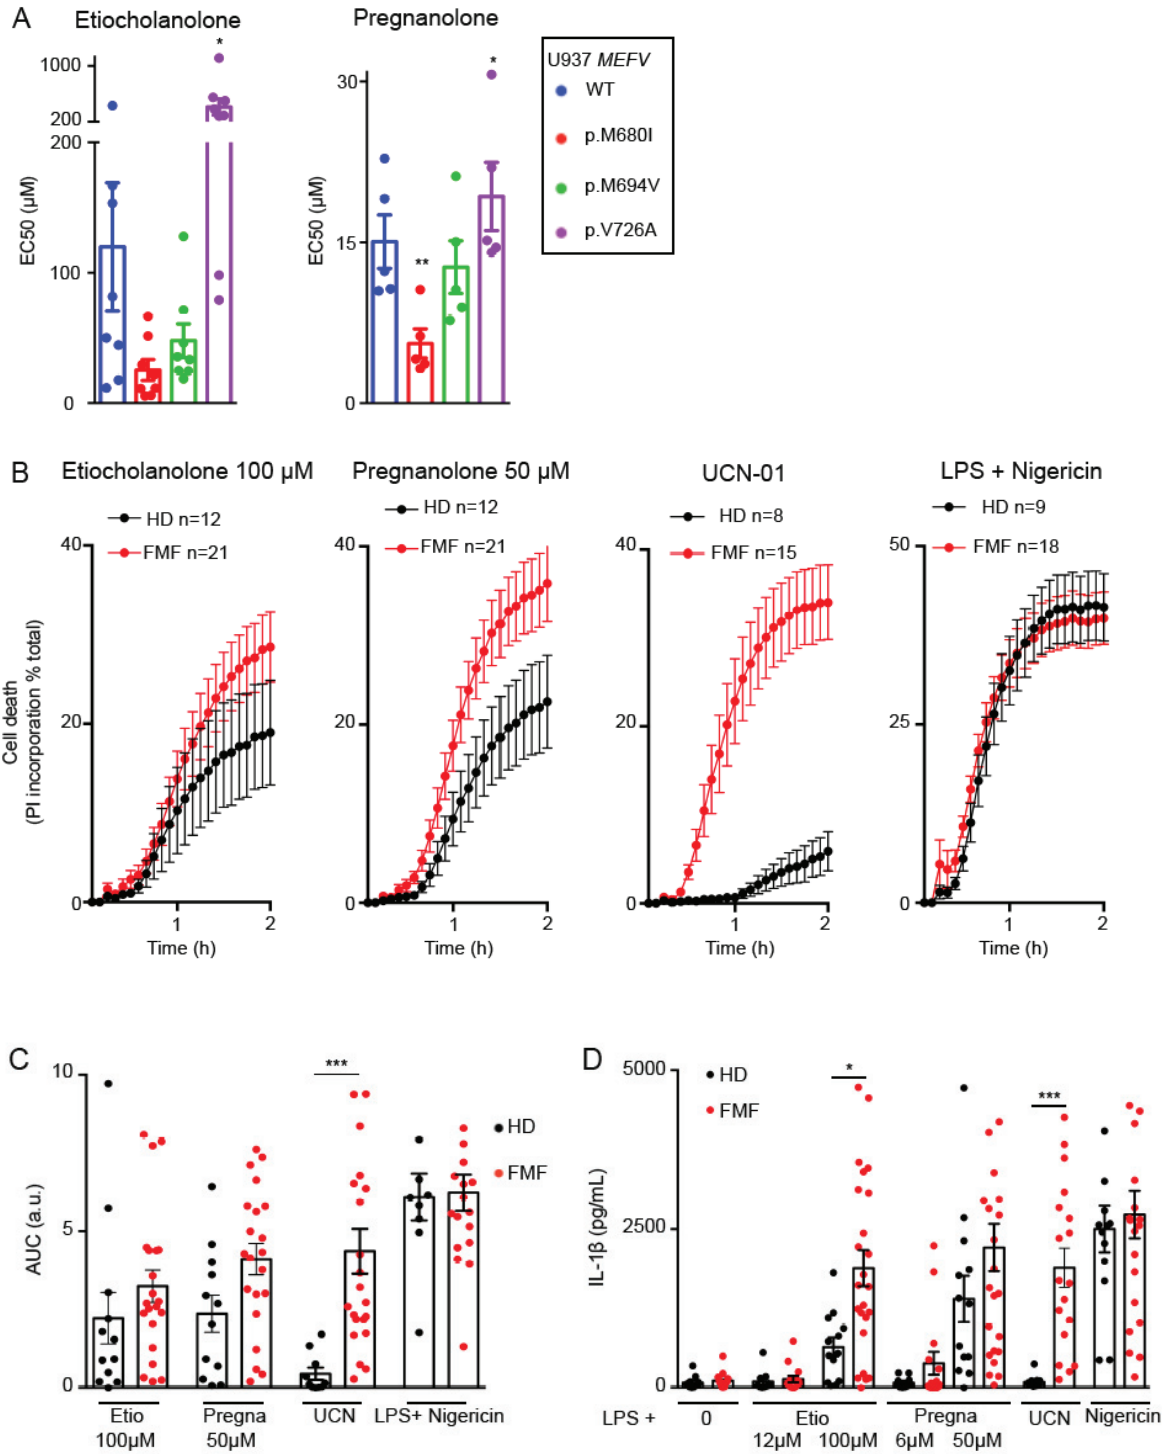 A
Etiocholanolone
Pregnanolone
*
1000
200
200
100
0
EC50 (µM)
*
**
30
15
0
EC50 (µM)
U937 MEFV
WT
p.M680I
p.M694V
p.V726A
B
Etiocholanolone 100 µM
Pregnanolone 50 µM
UCN-01
LPS + Nigericin
HD n=12
FMF n=21
HD n=12
FMF n=21
HD n=8
FMF n=15
HD n=9
FMF n=18
Cell death
(PI incorporation % total)
40
20
0
1
2
Time (h)
40
20
0
1
2
Time (h)
40
20
0
1
2
Time (h)
50
25
0
1
2
Time (h)
C
10
5
0
AUC (a.u.)
***
HD
FMF
Etio
100µM
Pregna
50µM
UCN
LPS+ Nigericin
D
5000
2500
0
IL-1β (pg/mL)
HD
FMF
*
***
LPS +
0
Etio
12µM
100µM
Pregna
6µM
50µM
UCN
Nigericin